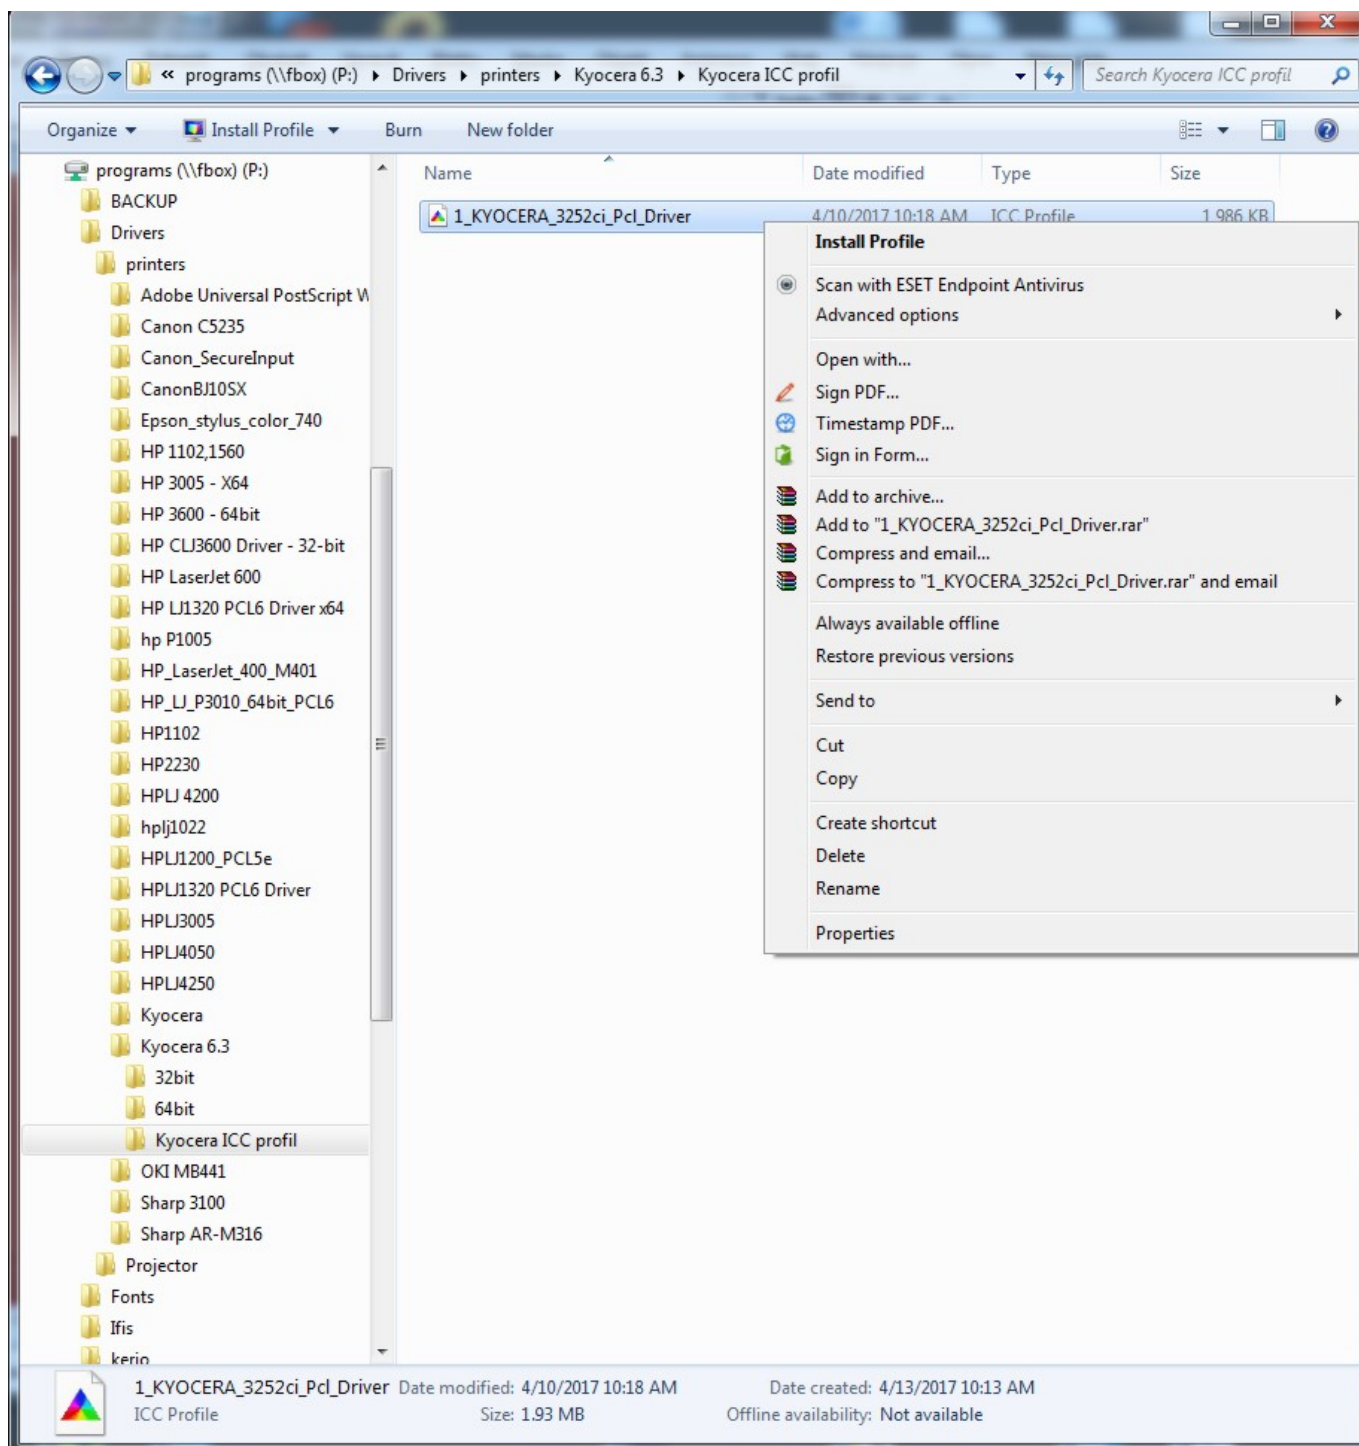 « programs (\\fbox) (P:) Drivers printers Kyocera 6.3 Kyocera ICC profil Search Kyocera ICC profil
Organize Install Profile Burn New folder
programs (\\fbox) (P:)
BACKUP
Drivers
printers
Adobe Universal PostScript W
Canon C5235
Canon_SecureInput
CanonBJ10SX
Epson_stylus_color_740
HP 1102,1560
HP 3005 - X64
HP 3600 - 64bit
HP CLJ3600 Driver - 32-bit
HP LaserJet 600
HP LJ1320 PCL6 Driver x64
hp P1005
HP_LaserJet_400_M401
HP_LJ_P3010_64bit_PCL6
HP1102
HP2230
HPLJ 4200
hplj1022
HPLJ1200_PCL5e
HPLJ1320 PCL6 Driver
HPLJ3005
HPLJ4050
HPLJ4250
Kyocera
Kyocera 6.3
32bit
64bit
Kyocera ICC profil
OKI MB441
Sharp 3100
Sharp AR-M316
Projector
Fonts
Ifis
kerio
Name Date modified Type Size
1_KYOCERA_3252ci_Pcl_Driver 4/10/2017 10:18 AM ICC Profile 1 986 KB
Install Profile
Scan with ESET Endpoint Antivirus
Advanced options
Open with...
Sign PDF...
Timestamp PDF...
Sign in Form...
Add to archive...
Add to "1_KYOCERA_3252ci_Pcl_Driver.rar"
Compress and email...
Compress to "1_KYOCERA_3252ci_Pcl_Driver.rar" and email
Always available offline
Restore previous versions
Send to
Cut
Copy
Create shortcut
Delete
Rename
Properties
1_KYOCERA_3252ci_Pcl_Driver Date modified: 4/10/2017 10:18 AM Date created: 4/13/2017 10:13 AM
ICC Profile Size: 1.93 MB Offline availability: Not available